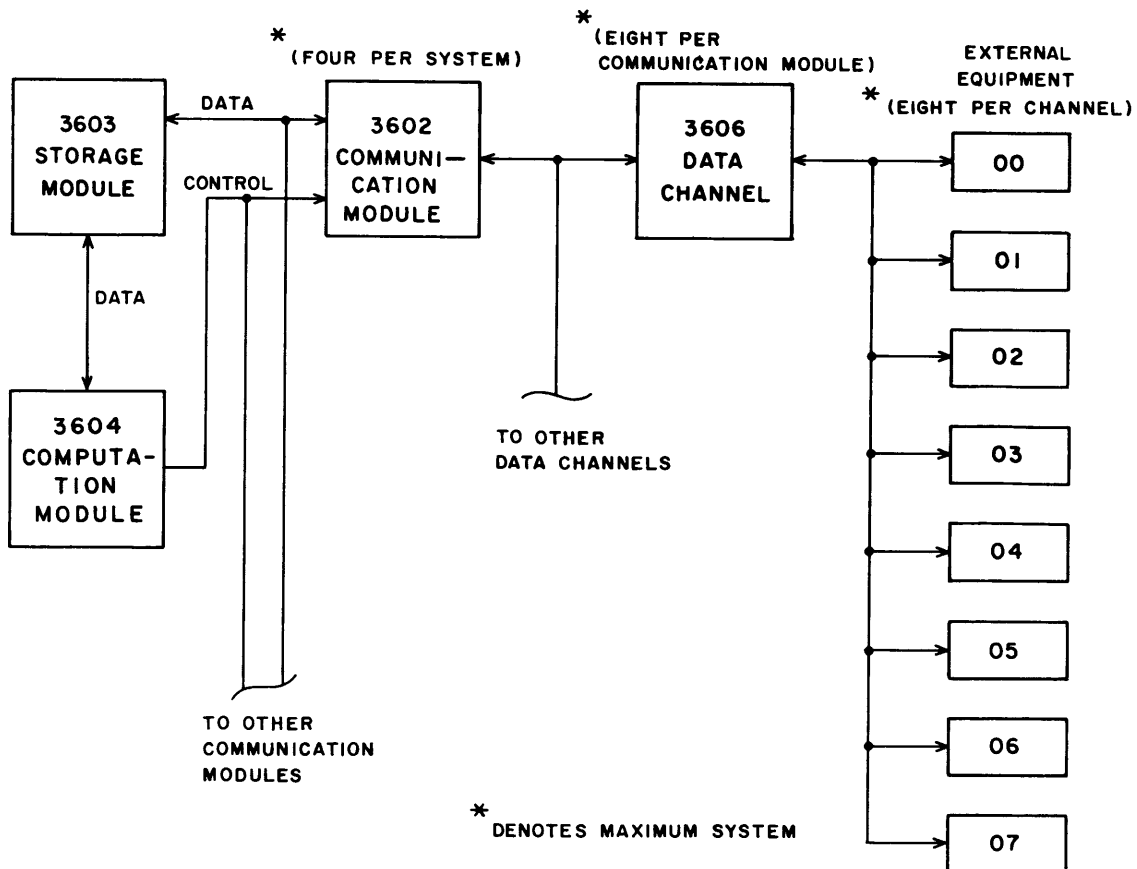 *
(FOUR PER SYSTEM)
*
(EIGHT PER
COMMUNICATION MODULE)
EXTERNAL
EQUIPMENT
*
(EIGHT PER CHANNEL)
3603
STORAGE
MODULE
DATA
CONTROL
3602
COMMUNI-
CATION
MODULE
3606
DATA
CHANNEL
00
01
02
03
04
05
06
07
DATA
3604
COMPUTA-
TION
MODULE
TO OTHER
DATA CHANNELS
TO OTHER
COMMUNICATION
MODULES
*
DENOTES MAXIMUM SYSTEM